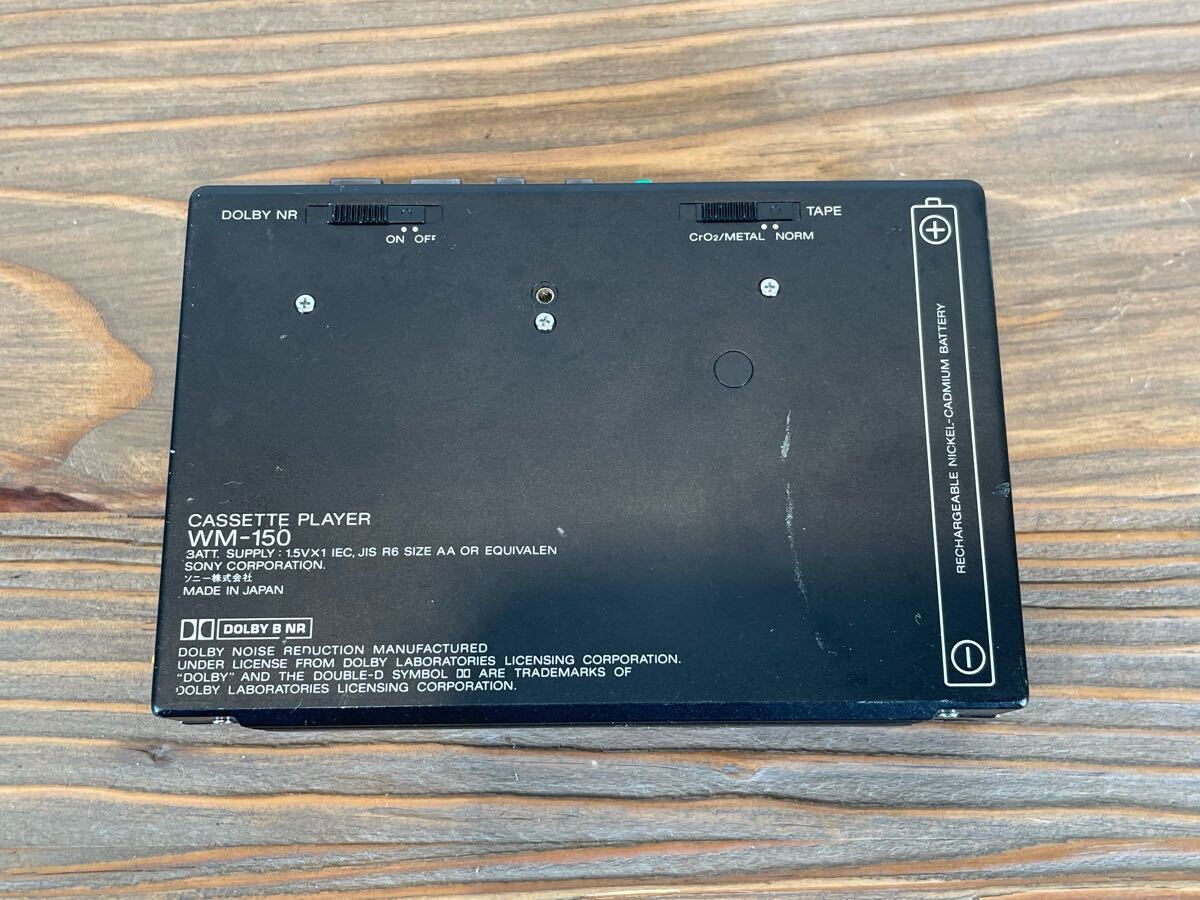 DOLBY NR
ON OFF
TAPE
CrO2/METAL NORM
RECHARGEABLE NICKEL-CADMIUM BATTERY
CASSETTE PLAYER
WM-150
BATT. SUPPLY : 1.5V×1 IEC, JIS R6 SIZE AA OR EQUIVALEN
SONY CORPORATION.
ソニー株式会社
MADE IN JAPAN
DOLBY B NR
DOLBY NOISE REDUCTION MANUFACTURED
UNDER LICENSE FROM DOLBY LABORATORIES LICENSING CORPORATION.
"DOLBY" AND THE DOUBLE-D SYMBOL ARE TRADEMARKS OF
DOLBY LABORATORIES LICENSING CORPORATION.